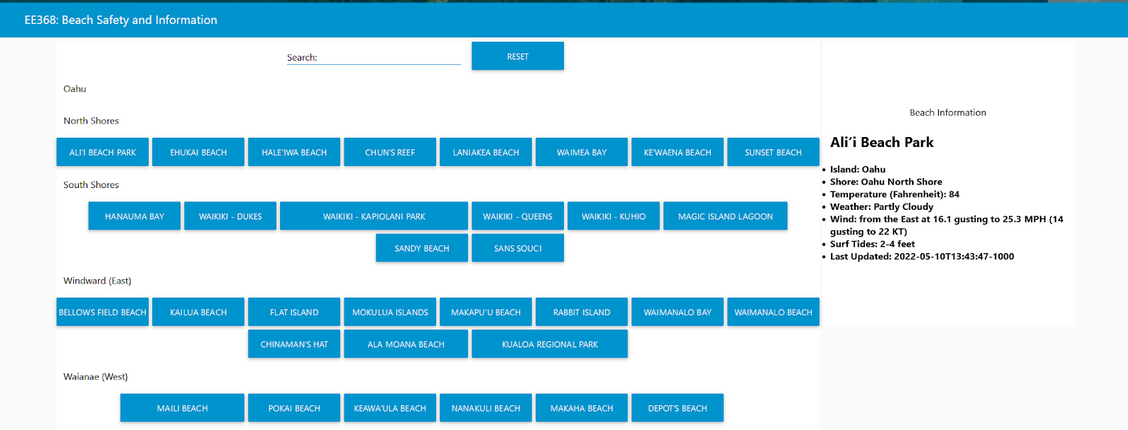 EE368: Beach Safety and Information
Search:
RESET
Oahu
North Shores
ALI'I BEACH PARK EHUKAI BEACH HALE'IWA BEACH CHUN'S REEF LANIAKEA BEACH WAIMEA BAY KE'WAENA BEACH SUNSET BEACH
South Shores
HANAUMA BAY WAIKIKI - DUKES WAIKIKI - KAPIOLANI PARK WAIKIKI - QUEENS WAIKIKI - KUHIO MAGIC ISLAND LAGOON
SANDY BEACH SANS SOUCI
Windward (East)
BELLOWS FIELD BEACH KAILUA BEACH FLAT ISLAND MOKULUA ISLANDS MAKAPU'U BEACH RABBIT ISLAND WAIMANALO BAY WAIMANALO BEACH
CHINAMAN'S HAT ALA MOANA BEACH KUALOA REGIONAL PARK
Waianae (West)
MAILI BEACH POKAI BEACH KEAWA'ULA BEACH NANAKULI BEACH MAKAHA BEACH DEPOT'S BEACH
Beach Information
Ali'i Beach Park
• Island: Oahu
• Shore: Oahu North Shore
• Temperature (Fahrenheit): 84
• Weather: Partly Cloudy
• Wind: from the East at 16.1 gusting to 25.3 MPH (14
gusting to 22 KT)
• Surf Tides: 2-4 feet
• Last Updated: 2022-05-10T13:43:47-1000